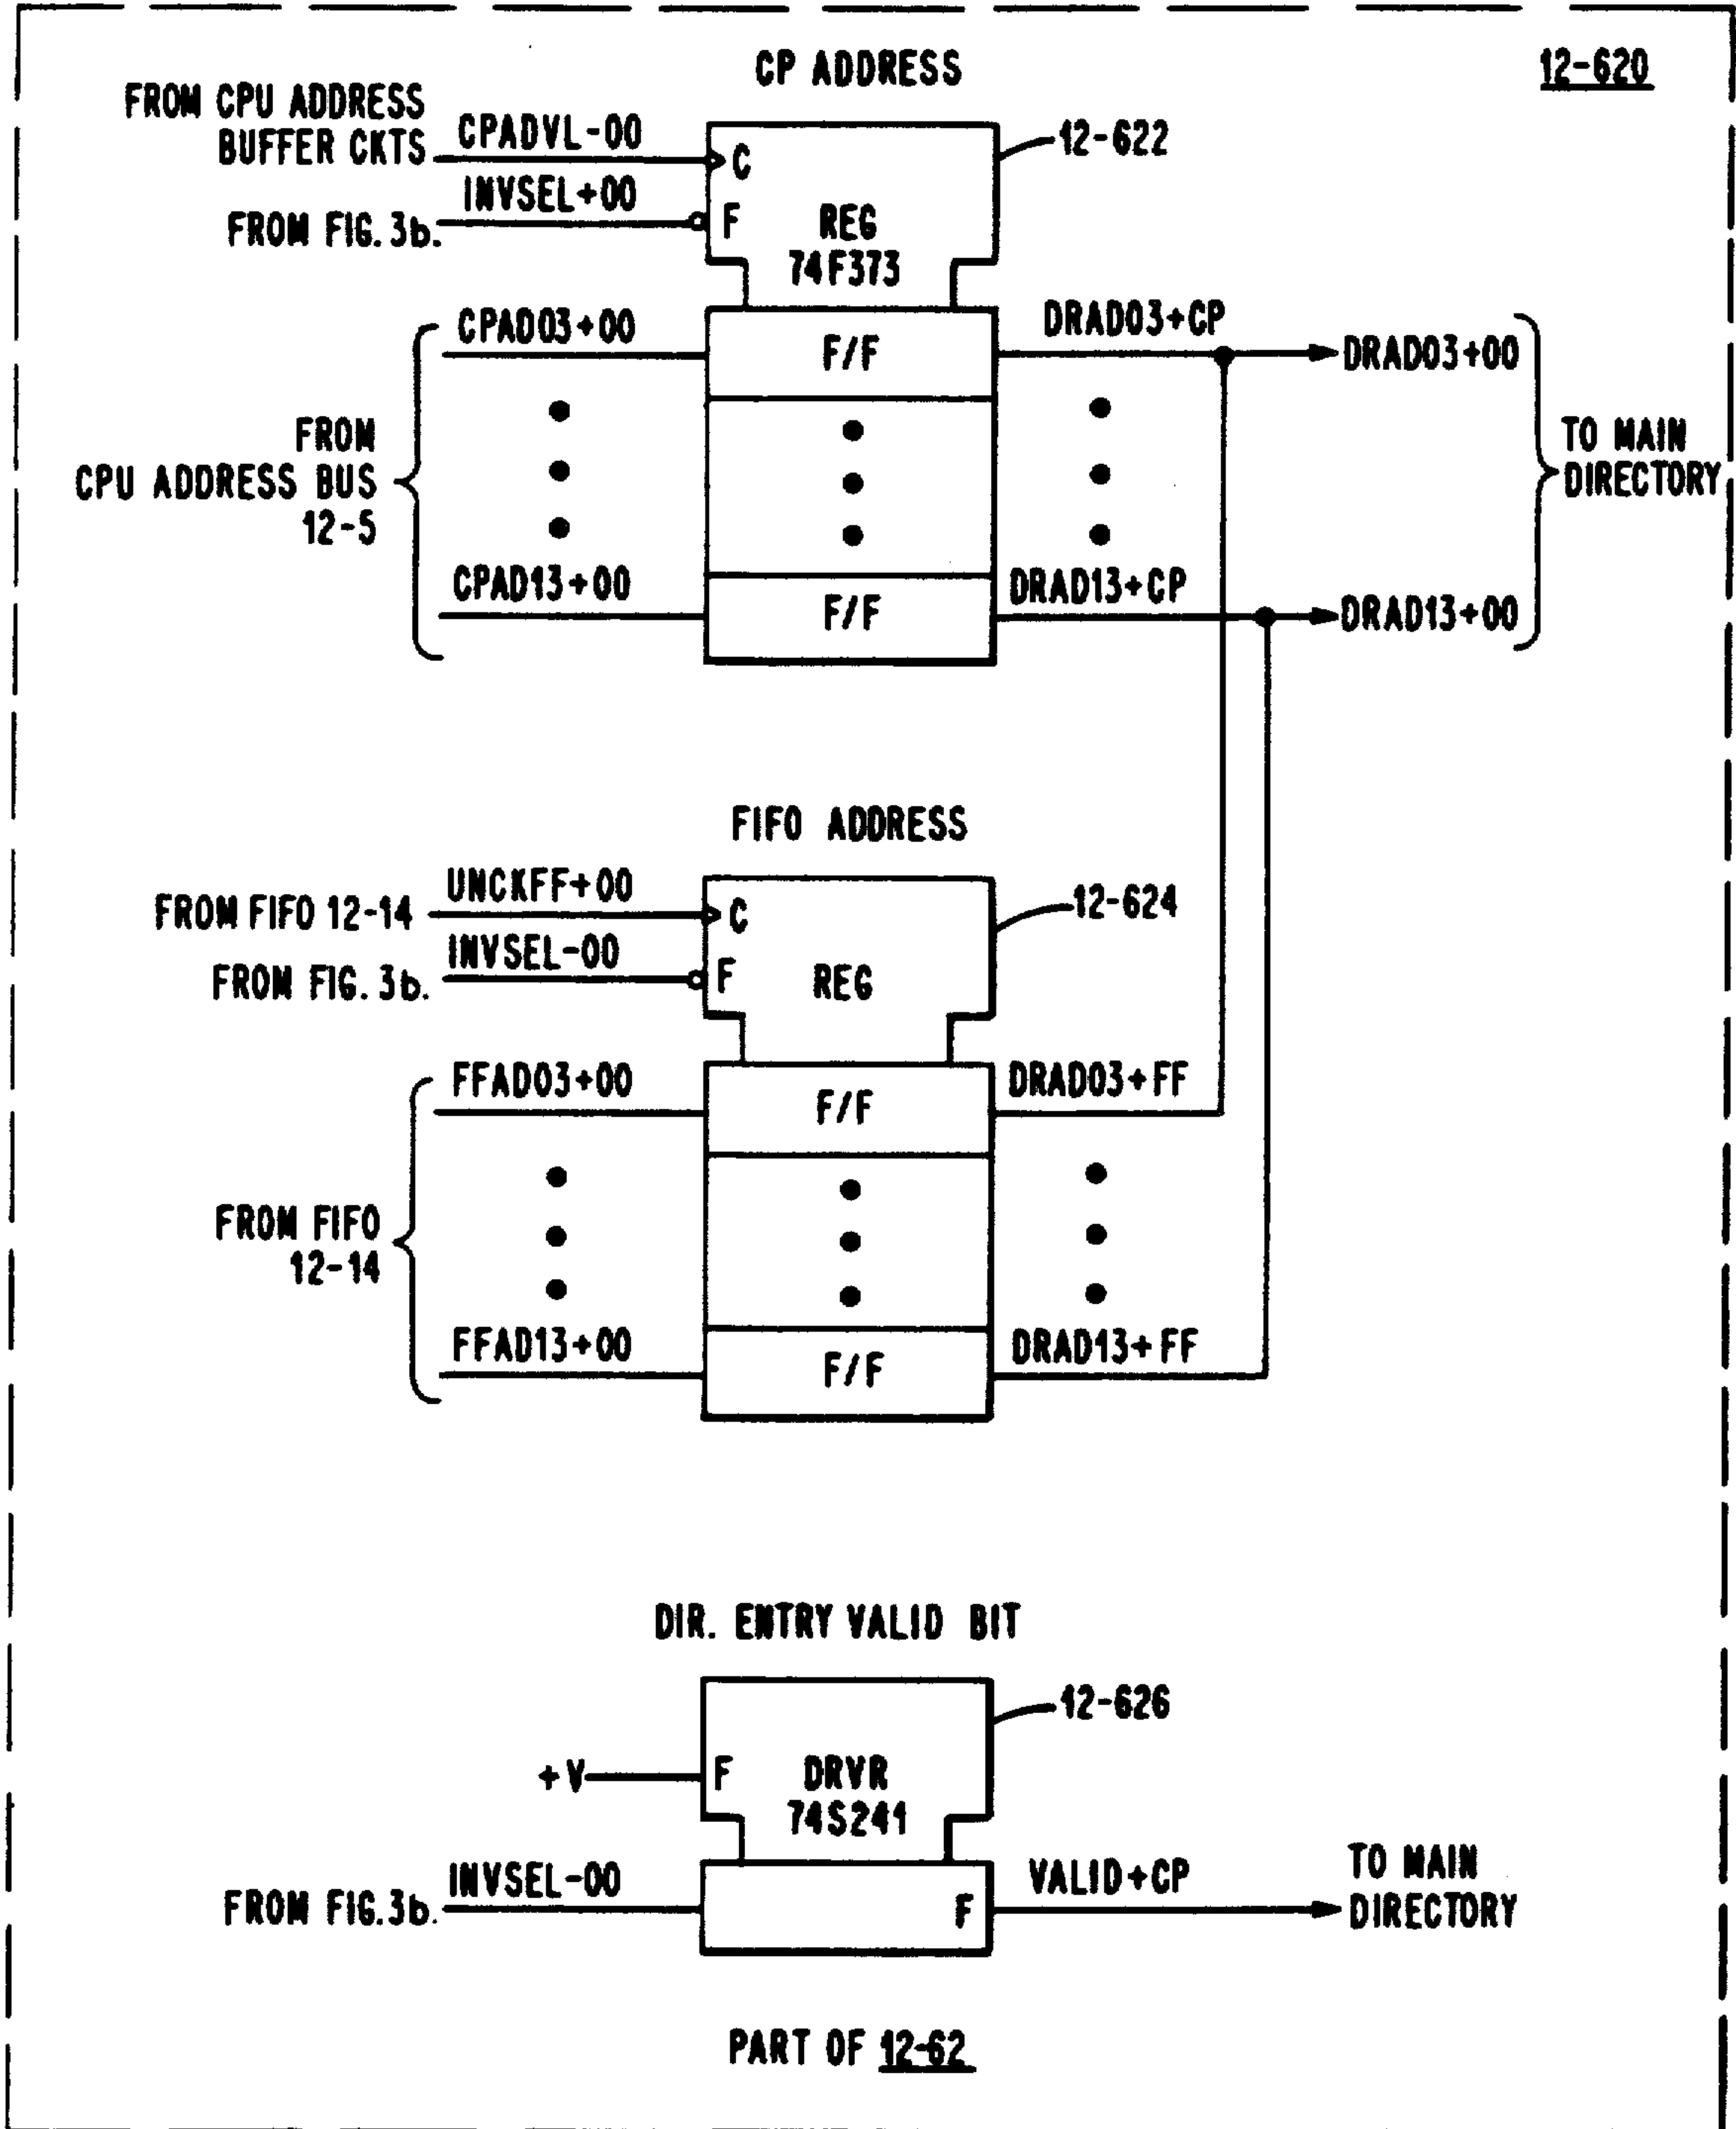 12-620
CP ADDRESS
FROM CPU ADDRESS
BUFFER CKTS
CPADVL-00
C
12-622
INVSEL+00
FROM FIG. 3b.
F
REG
74F373
CPAD03+00
F/F
DRAD03+CP
DRAD03+00
FROM
CPU ADDRESS BUS
12-5
TO MAIN
DIRECTORY
CPAD13+00
F/F
DRAD13+CP
DRAD13+00
FIFO ADDRESS
UNCKFF+00
FROM FIFO 12-14
C
12-624
INVSEL-00
FROM FIG. 3b.
F
REG
FFAD03+00
F/F
DRAD03+FF
FROM FIFO
12-14
FFAD13+00
F/F
DRAD13+FF
DIR. ENTRY VALID BIT
12-626
+V
F
DRVR
74S241
INVSEL-00
FROM FIG.3b.
F
VALID+CP
TO MAIN
DIRECTORY
PART OF 12-62